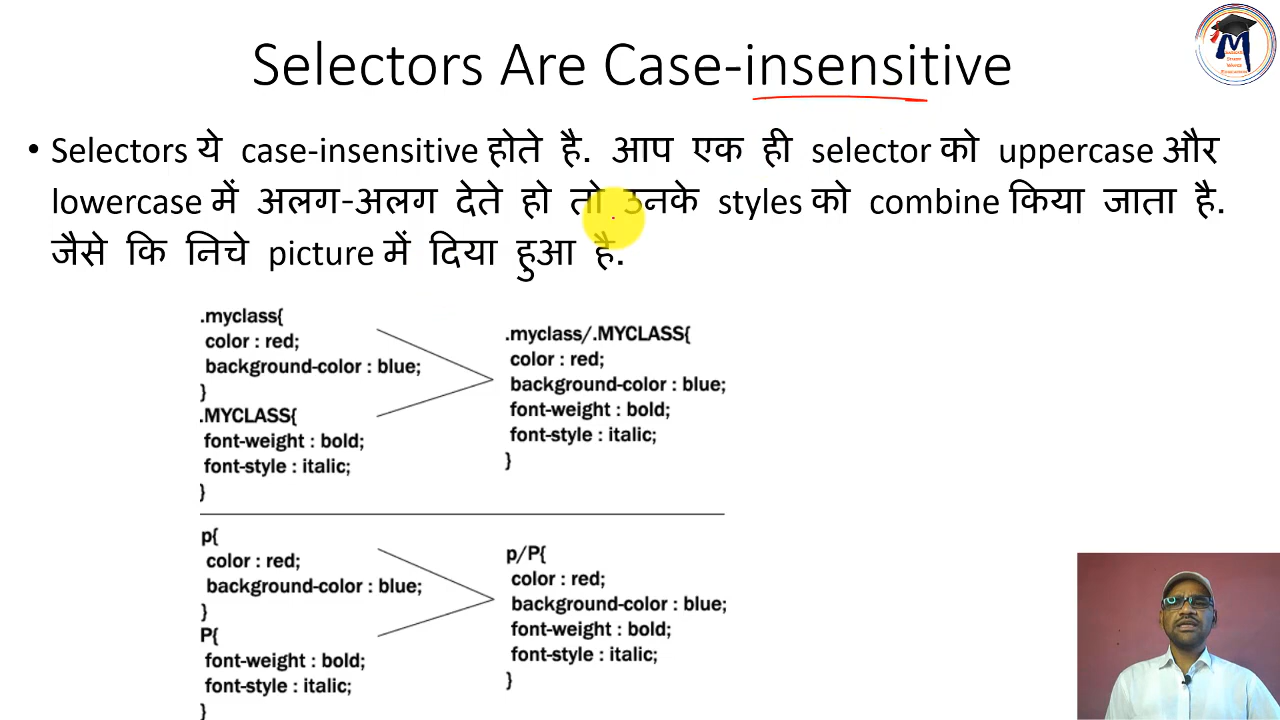 Selectors Are Case-insensitive
• Selectors ये case-insensitive होते है. आप एक ही selector को uppercase और
lowercase में अलग-अलग देते हो तो उनके styles को combine किया जाता है.
जैसे कि निचे picture में दिया हुआ है.
.myclass{
color : red;
background-color : blue;
}
.MYCLASS{
font-weight : bold;
font-style : italic;
}
.myclass/.MYCLASS{
color : red;
background-color : blue;
font-weight : bold;
font-style : italic;
}
p{
color : red;
background-color : blue;
}
P{
font-weight : bold;
font-style : italic;
}
p/P{
color : red;
background-color : blue;
font-weight : bold;
font-style : italic;
}